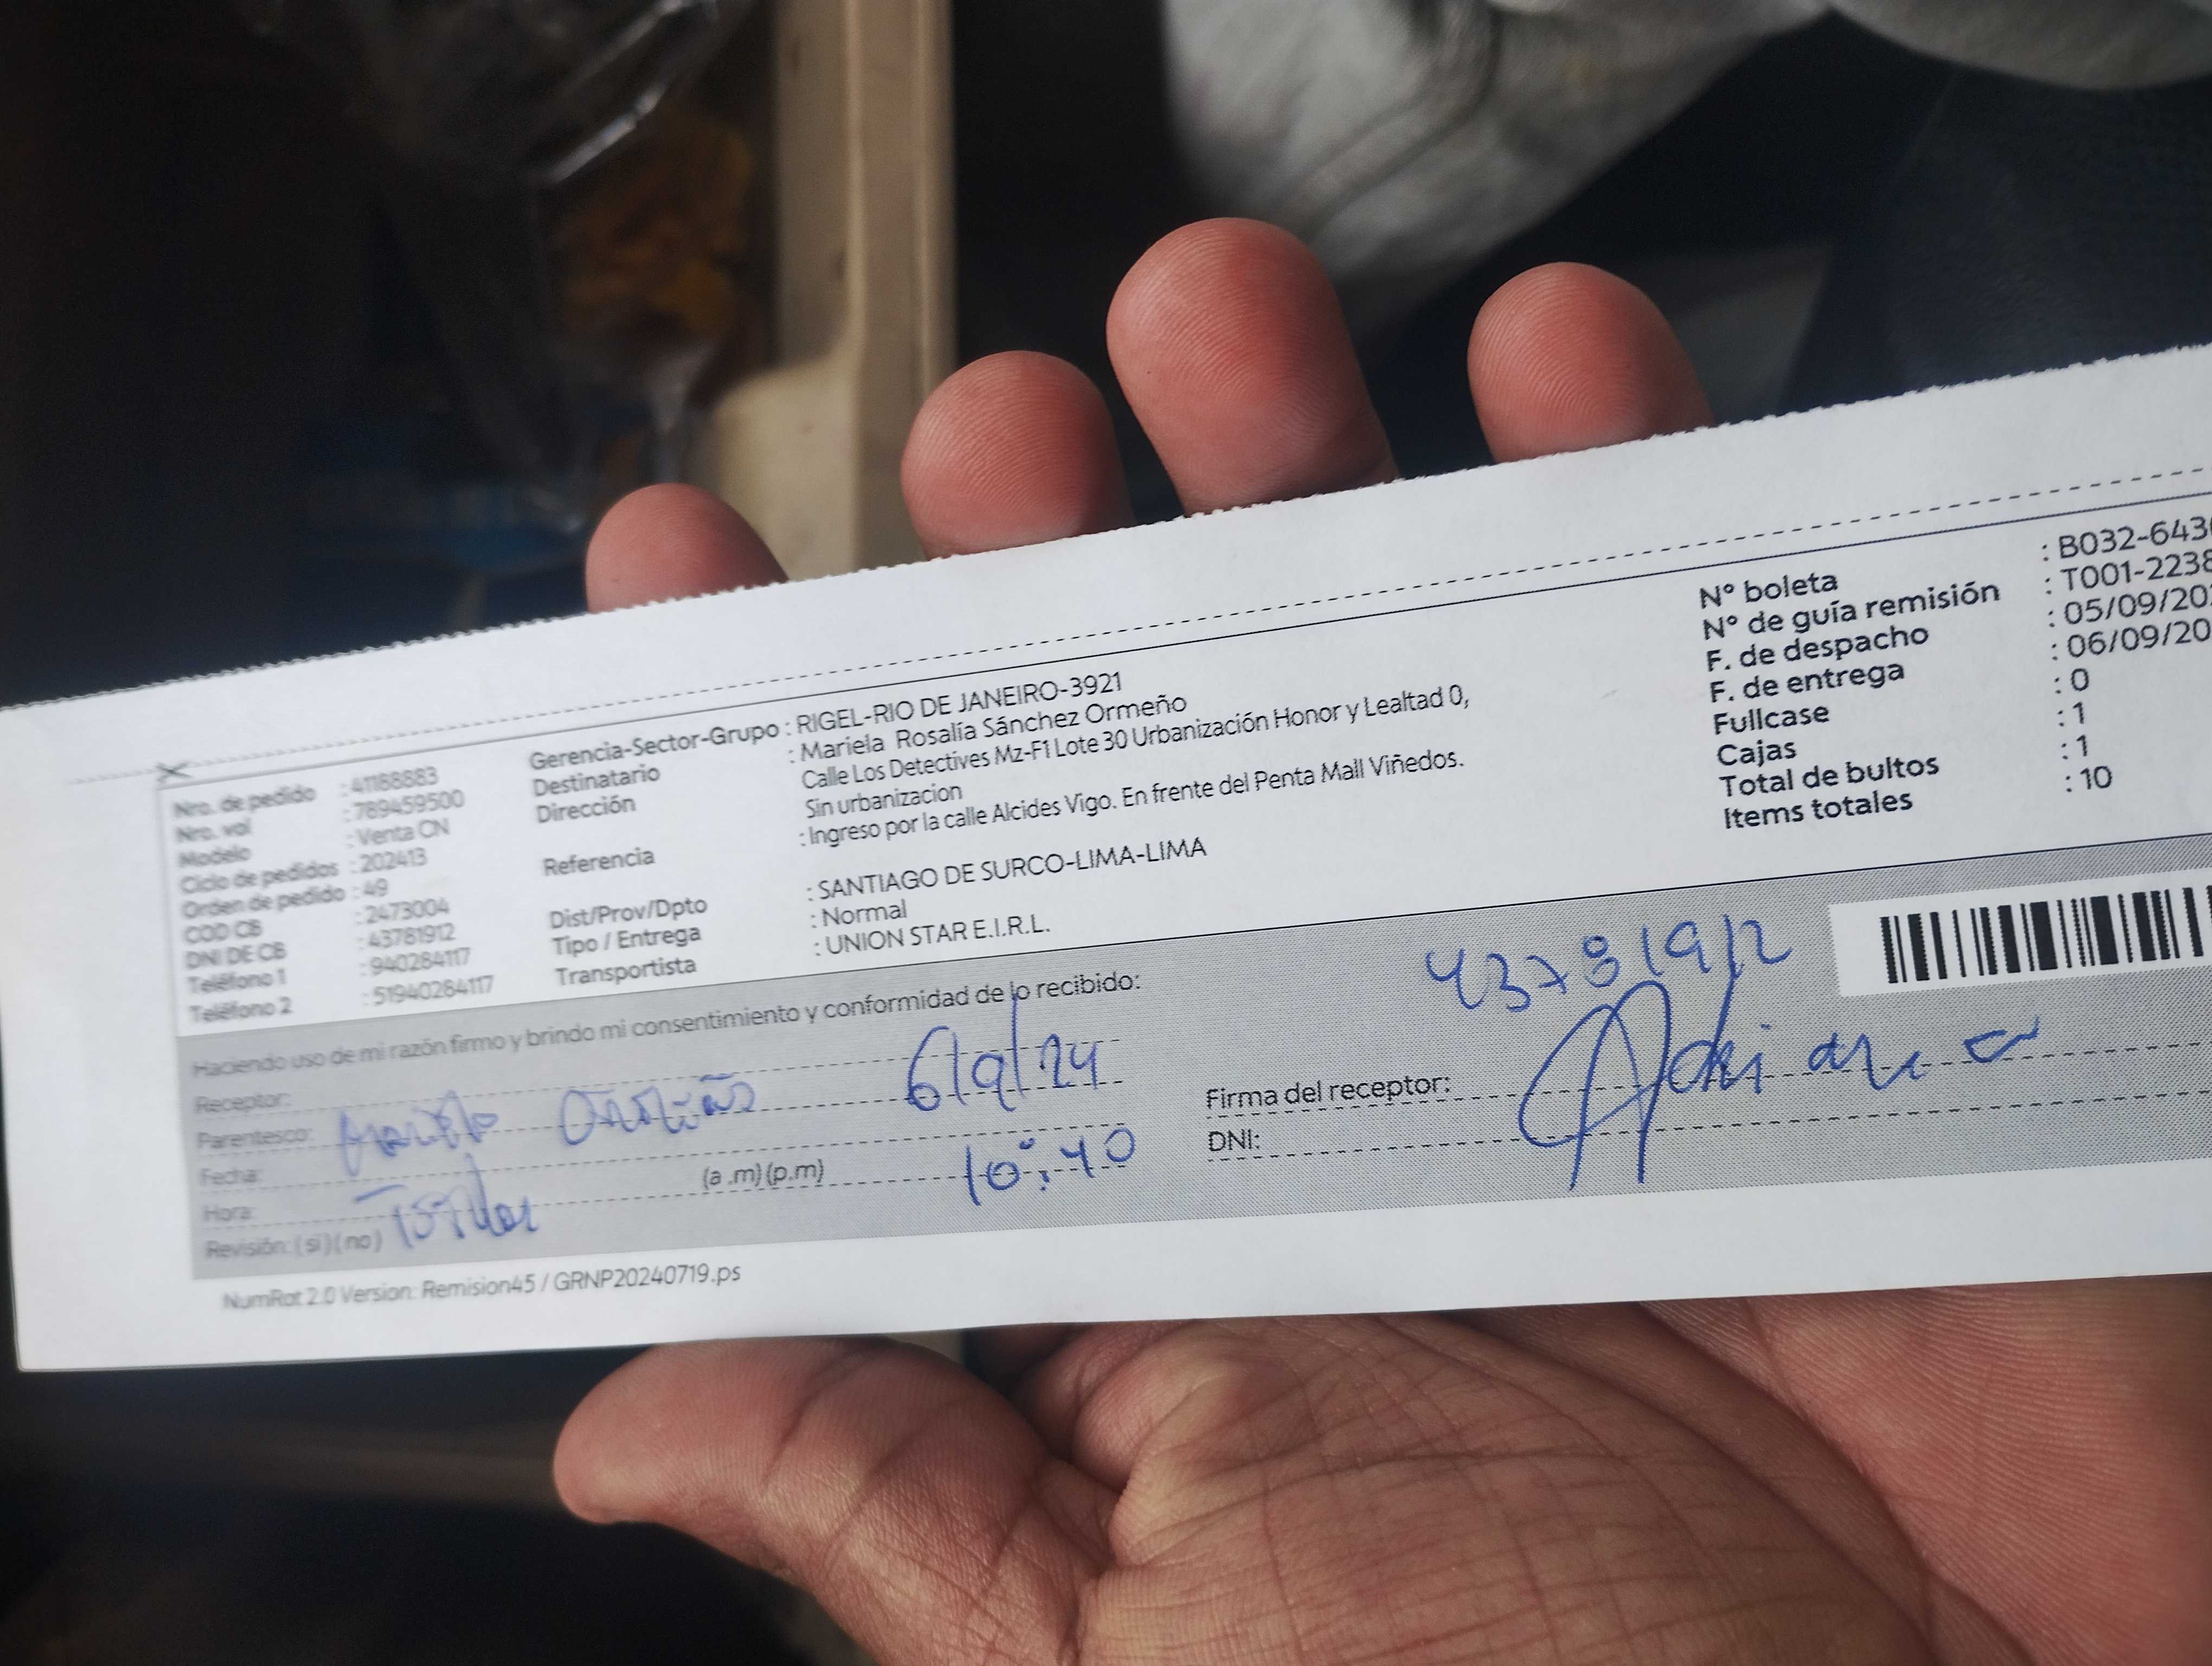 Nro. de pedido : 41188883
Nro. vol : 789459500
Modelo : Venta CN
Ciclo de pedidos : 202413
Orden de pedido : 49
COD CB : 2473004
DNI DE CB : 43781912
Teléfono 1 : 940284117
Teléfono 2 : 51940284117
Gerencia-Sector-Grupo : RIGEL-RIO DE JANEIRO-3921
Destinatario : Mariela Rosalía Sánchez Ormeño
Dirección Calle Los Detectives Mz-F1 Lote 30 Urbanización Honor y Lealtad 0,
Sin urbanizacion
Referencia : Ingreso por la calle Alcides Vigo. En frente del Penta Mall Viñedos.
Dist/Prov/Dpto : SANTIAGO DE SURCO-LIMA-LIMA
Tipo / Entrega : Normal
Transportista : UNION STAR E.I.R.L.
N° boleta : B032-643
N° de guía remisión : T001-2238
F. de despacho : 05/09/20
F. de entrega : 06/09/20
Fullcase : 0
Cajas : 1
Total de bultos : 1
Items totales : 10
Haciendo uso de mi razón firmo y brindo mi consentimiento y conformidad de lo recibido:
Receptor:
Parentesco:
Fecha: 6/9/24
Hora: (a .m)(p.m) 10:40
Revisión: (si)(no)
43781912
Firma del receptor:
DNI:
NumRat 2.0 Version: Remision45 / GRNP20240719.ps